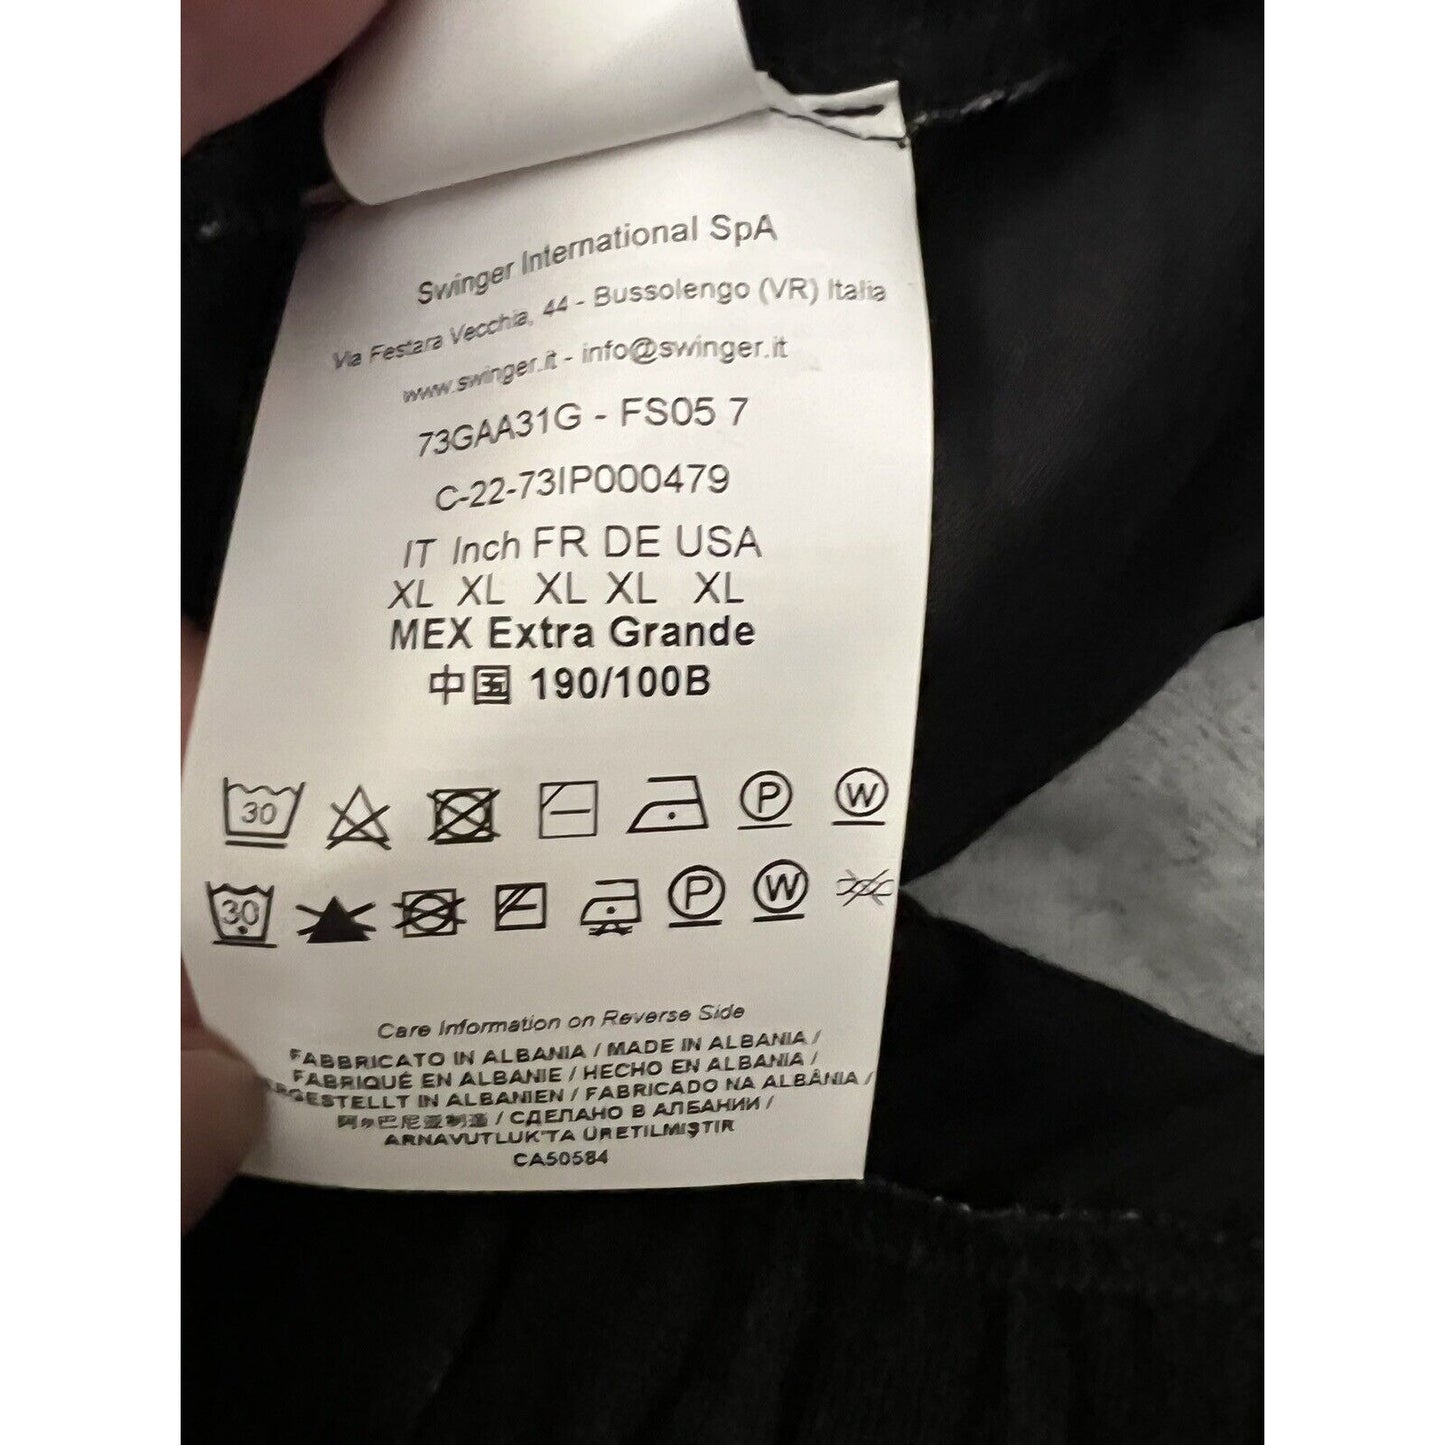 Swinger International SpA
Via Festara Vecchia, 44 - Bussolengo (VR) Italia
www.swinger.it - info@swinger.it
73GAA31G - FS05 7
C-22-73IP000479
IT Inch FR DE USA
XL XL XL XL XL
MEX Extra Grande
中国 190/100B
30 P W
30 P W
Care Information on Reverse Side
FABBRICATO IN ALBANIA / MADE IN ALBANIA /
FABRIQUÉ EN ALBANIE / HECHO EN ALBANIA /
IN ALBANIEN / FABRICADO NA ALBÂNIA /
阿尔巴尼亚制造 / СДЕЛАНО В АЛБАНИИ /
ARNAVUTLUK'TA ÜRETILMIŞTIR
CA50584